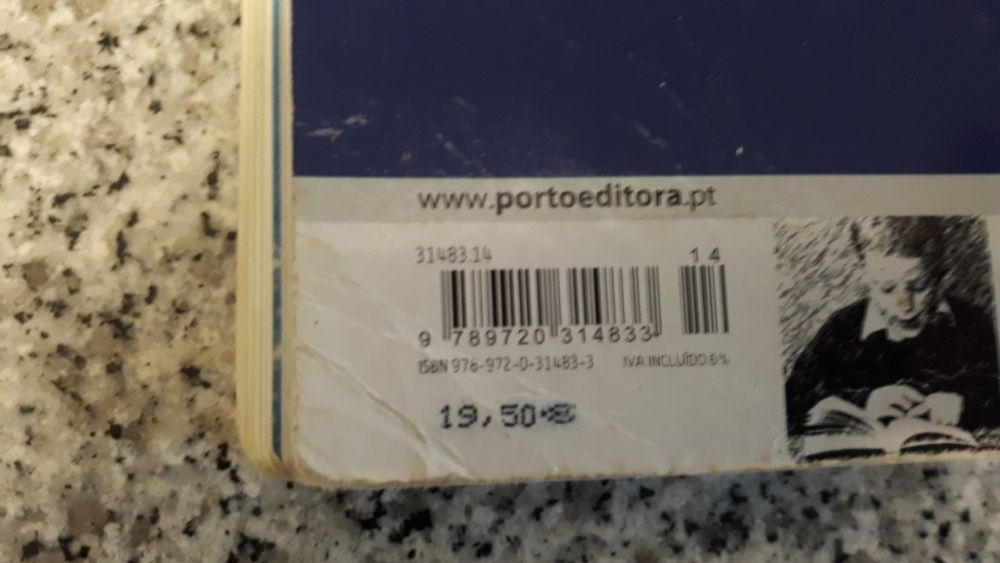 www.portoeditora.pt
31483.14
14
9 789720 314833
ISBN 978-972-0-31483-3 IVA INCLUÍDO 6%
19,50 €